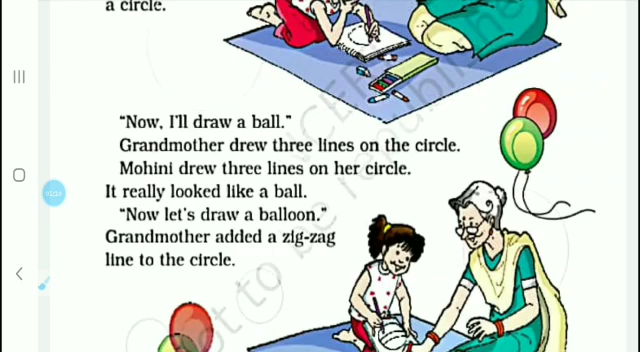 a circle.
"Now, I'll draw a ball."
Grandmother drew three lines on the circle.
Mohini drew three lines on her circle.
It really looked like a ball.
"Now let's draw a balloon."
Grandmother added a zig-zag
line to the circle.